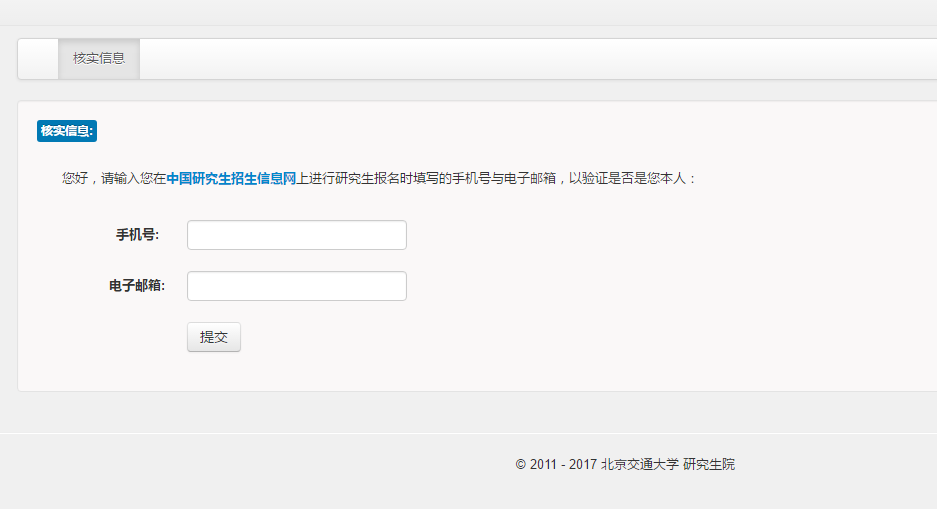 核实信息
核实信息:
您好，请输入您在中国研究生招生信息网上进行研究生报名时填写的手机号与电子邮箱，以验证是否是您本人：
手机号:
电子邮箱:
提交
© 2011 - 2017 北京交通大学 研究生院